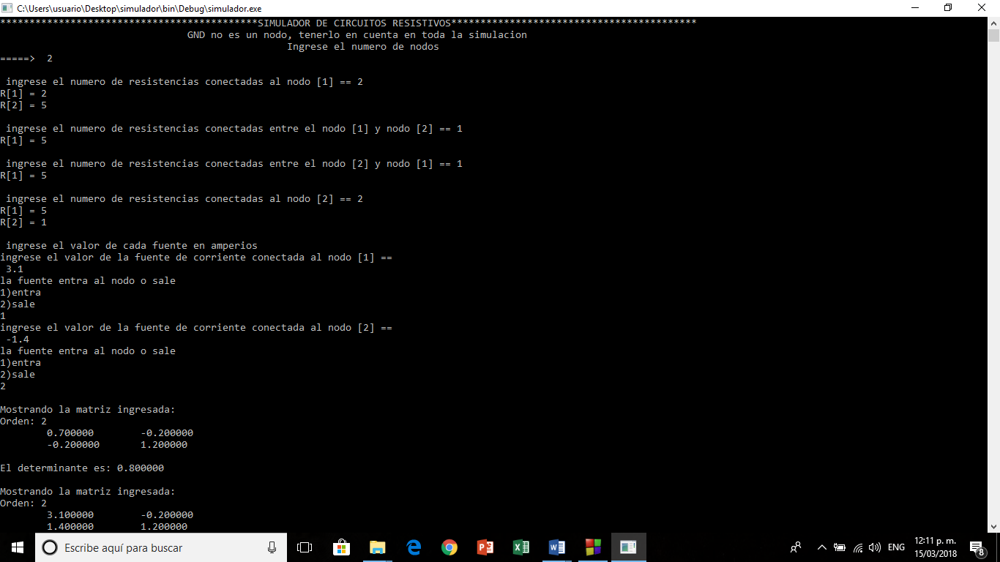 C:\Users\usuario\Desktop\simulador\bin\Debug\simulador.exe
********************************************SIMULADOR DE CIRCUITOS RESISTIVOS******************************************
GND no es un nodo, tenerlo en cuenta en toda la simulacion
Ingrese el numero de nodos
=====> 2
ingrese el numero de resistencias conectadas al nodo [1] == 2
R[1] = 2
R[2] = 5
ingrese el numero de resistencias conectadas entre el nodo [1] y nodo [2] == 1
R[1] = 5
ingrese el numero de resistencias conectadas entre el nodo [2] y nodo [1] == 1
R[1] = 5
ingrese el numero de resistencias conectadas al nodo [2] == 2
R[1] = 5
R[2] = 1
ingrese el valor de cada fuente en amperios
ingrese el valor de la fuente de corriente conectada al nodo [1] ==
3.1
la fuente entra al nodo o sale
1)entra
2)sale
1
ingrese el valor de la fuente de corriente conectada al nodo [2] ==
-1.4
la fuente entra al nodo o sale
1)entra
2)sale
2
Mostrando la matriz ingresada:
Orden: 2
0.700000 -0.200000
-0.200000 1.200000
El determinante es: 0.800000
Mostrando la matriz ingresada:
Orden: 2
3.100000 -0.200000
1.400000 1.200000
Escribe aquí para buscar
ENG
12:11 p. m.
15/03/2018
8